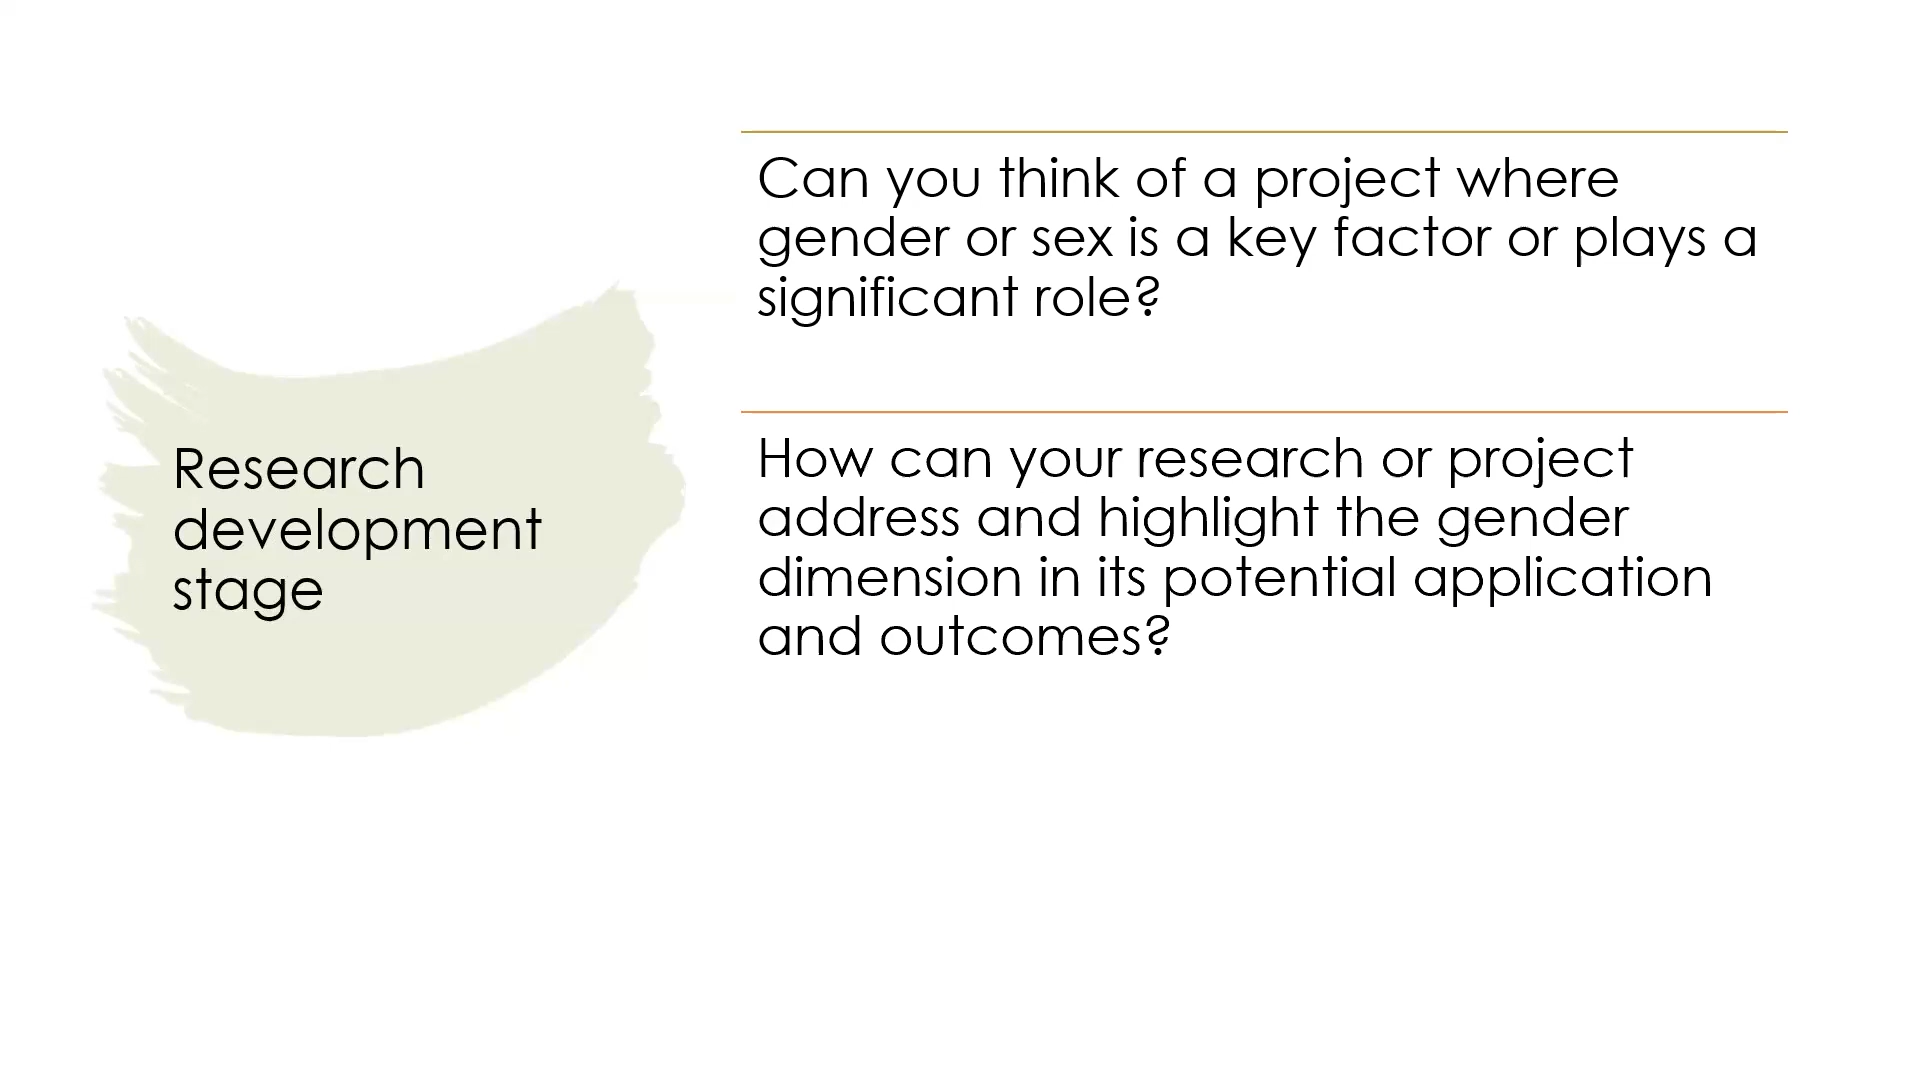 Research
development
stage
Can you think of a project where
gender or sex is a key factor or plays a
significant role?
How can your research or project
address and highlight the gender
dimension in its potential application
and outcomes?